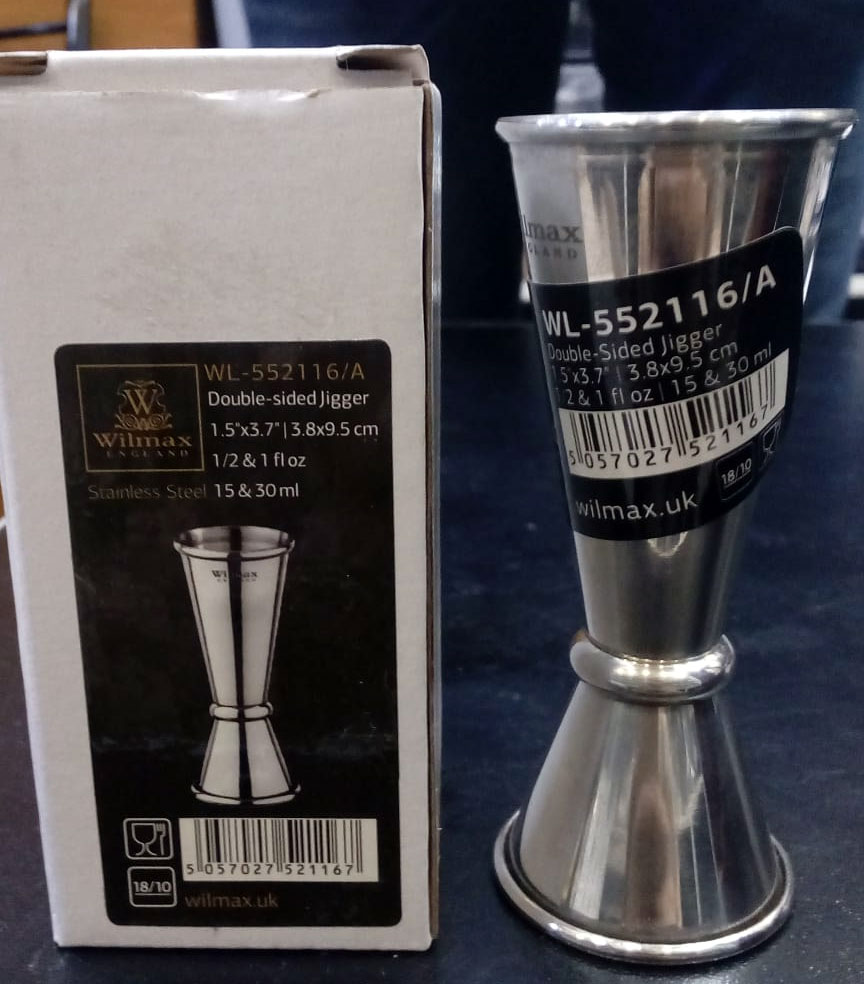 WL-552116/A
Double-sided Jigger
1.5"x3.7" | 3.8x9.5 cm
1/2 & 1 fl oz
Stainless Steel 15 & 30 ml
W
Wilmax
ENGLAND
Wilmax
18/10
5 057027 521167
wilmax.uk
lmax
GLAND
WL-552116/A
Double-Sided Jigger
1.5"x3.7" | 3.8x9.5 cm
/2 & 1 fl oz | 15 & 30 ml
5 057027 521167
18/10
wilmax.uk